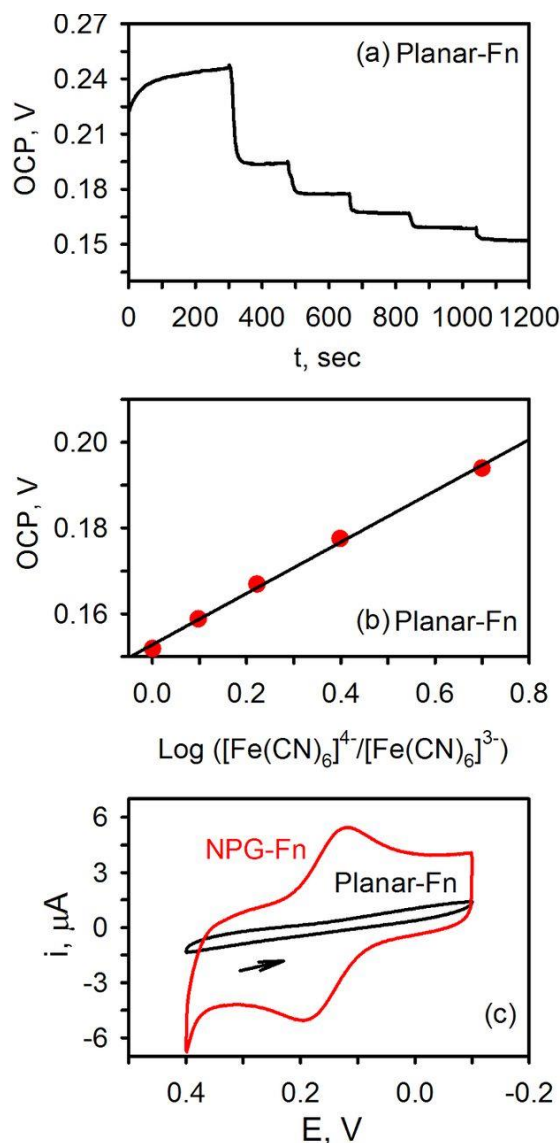 0.27
(a) Planar-Fn
0.24
0.21
0.18
0.15
OCP, V
0 200 400 600 800 1000 1200
t, sec
0.20
0.18
0.16
OCP, V
(b) Planar-Fn
0.0 0.2 0.4 0.6 0.8
Log ([Fe(CN)₆]⁴⁻/[Fe(CN)₆]³⁻)
6
3
0
-3
-6
i, μA
NPG-Fn
Planar-Fn
(c)
0.4 0.2 0.0 -0.2
E, V